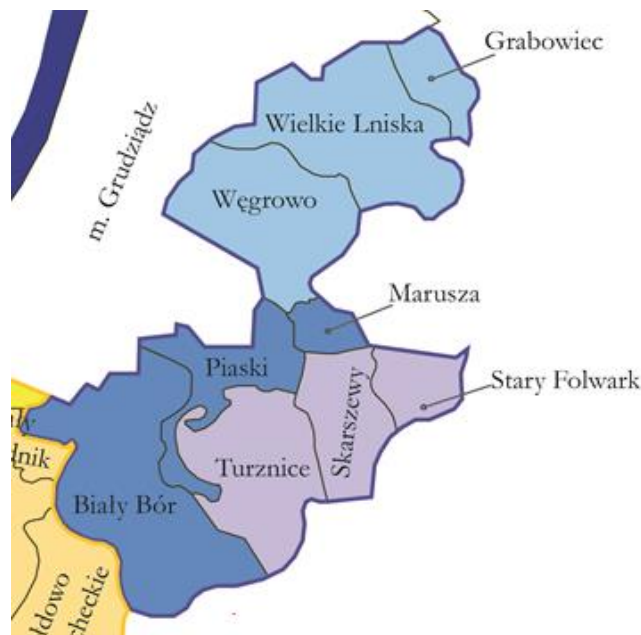 Grabowiec
Wielkie Lniska
m. Grudziądz
Węgrowo
Marusza
Piaski
Stary Folwark
Skarszewy
Turznice
Biały Bór